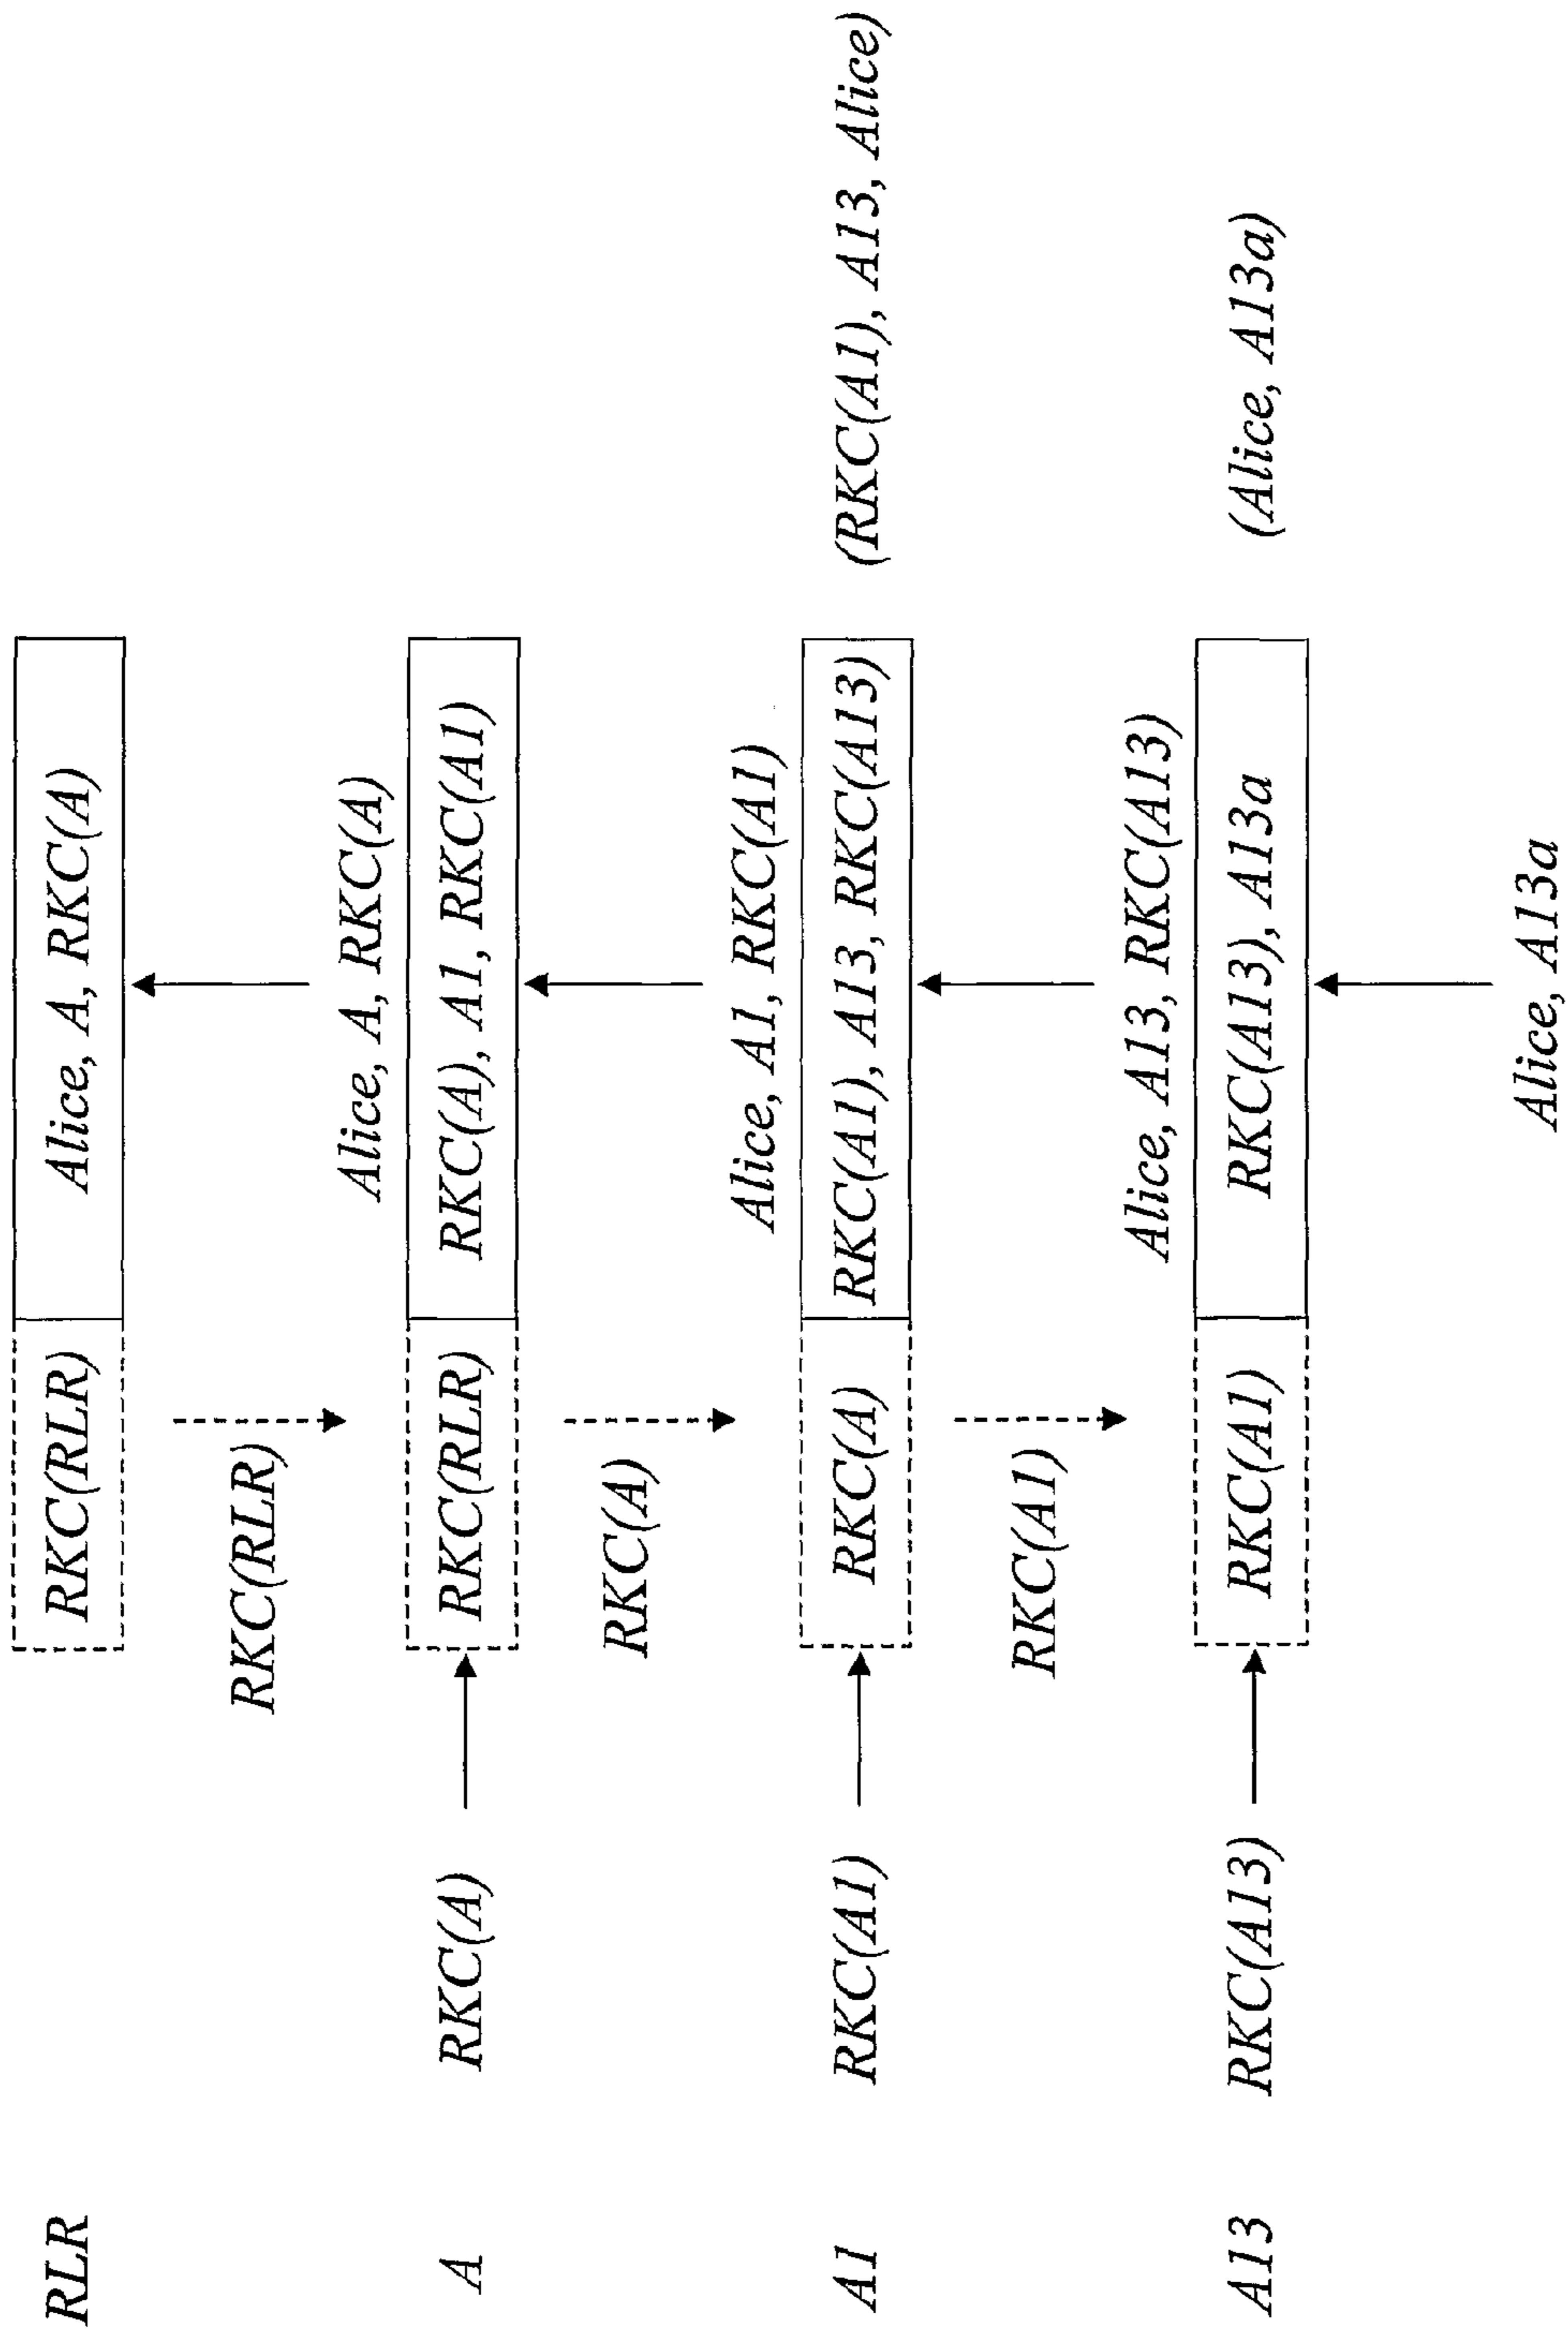 RLR RKC(RLR) Alice, A, RKC(A)
RKC(RLR)
Alice, A, RKC(A)
A RKC(A) RKC(RLR) RKC(A), A1, RKC(A1)
RKC(A)
Alice, A1, RKC(A1)
A1 RKC(A1) RKC(A) RKC(A1), A13, RKC(A13) (RKC(A1), A13, Alice)
RKC(A1)
Alice, A13, RKC(A13)
A13 RKC(A13) RKC(A1) RKC(A13), A13a (Alice, A13a)
Alice, A13a